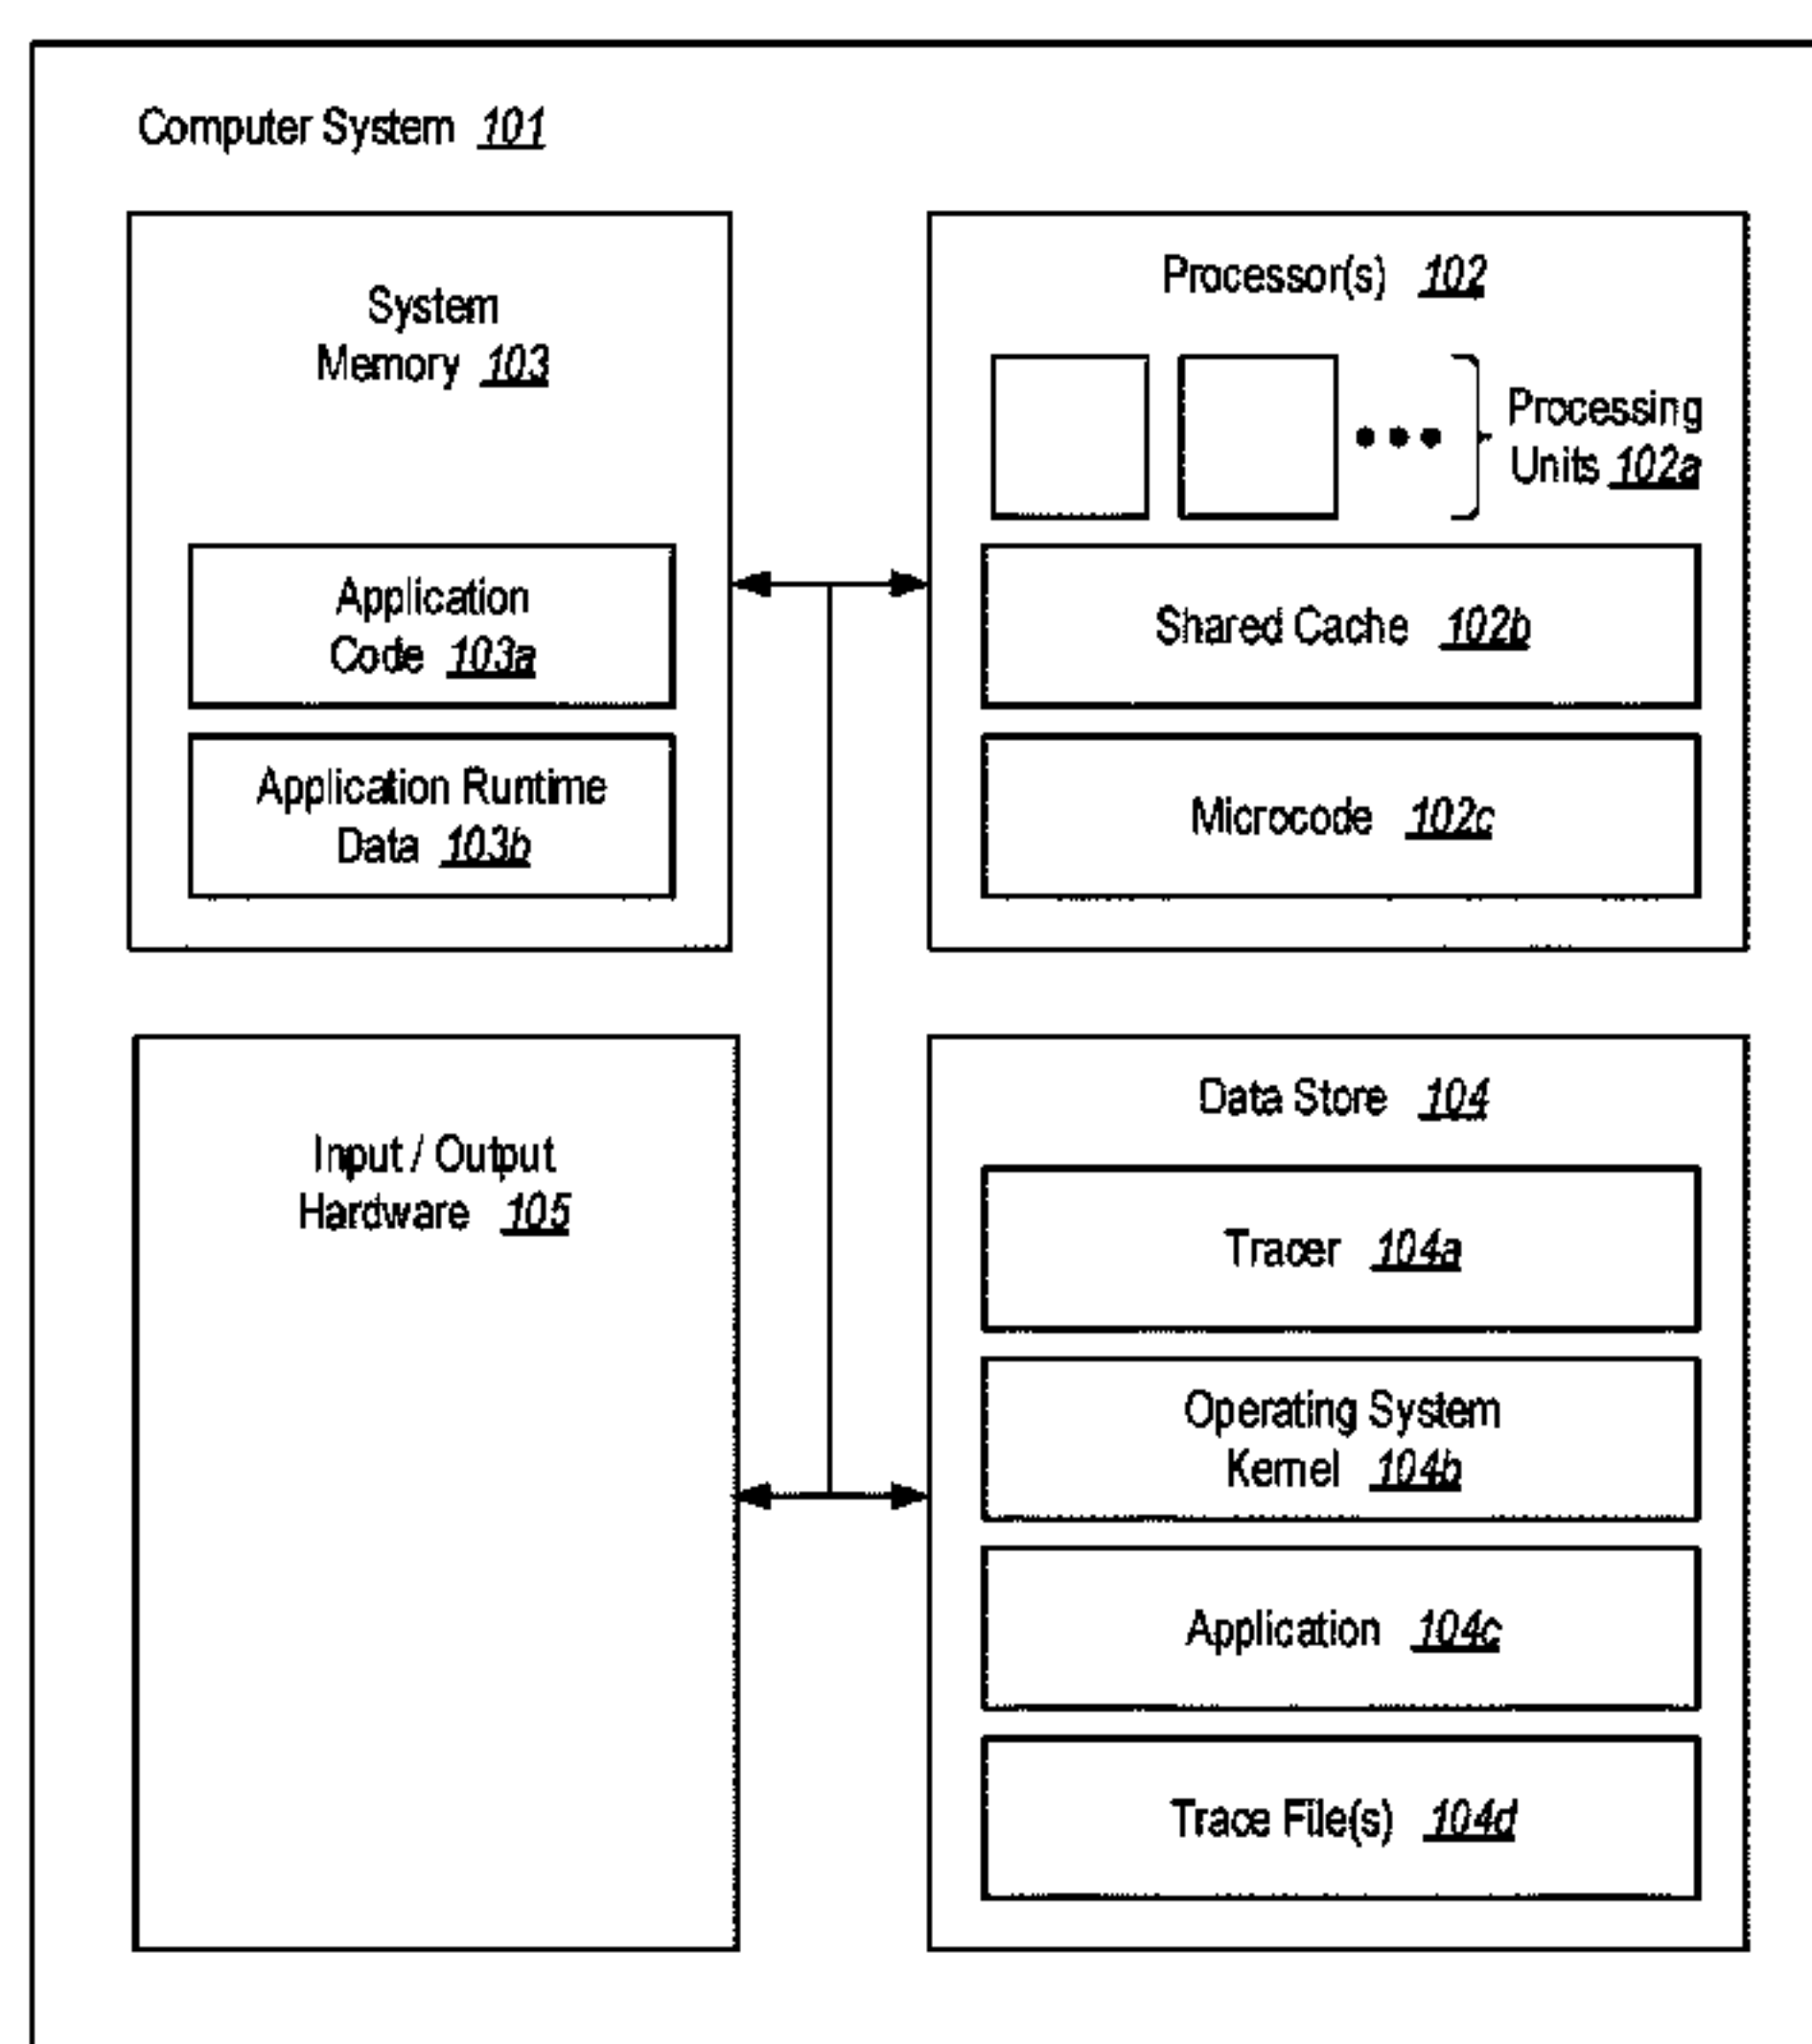 Computer System 101
System
Memory 103
Application
Code 103a
Application Runtime
Data 103b
Processor(s) 102
Processing
Units 102a
Shared Cache 102b
Microcode 102c
Input / Output
Hardware 105
Data Store 104
Tracer 104a
Operating System
Kernel 104b
Application 104c
Trace File(s) 104d